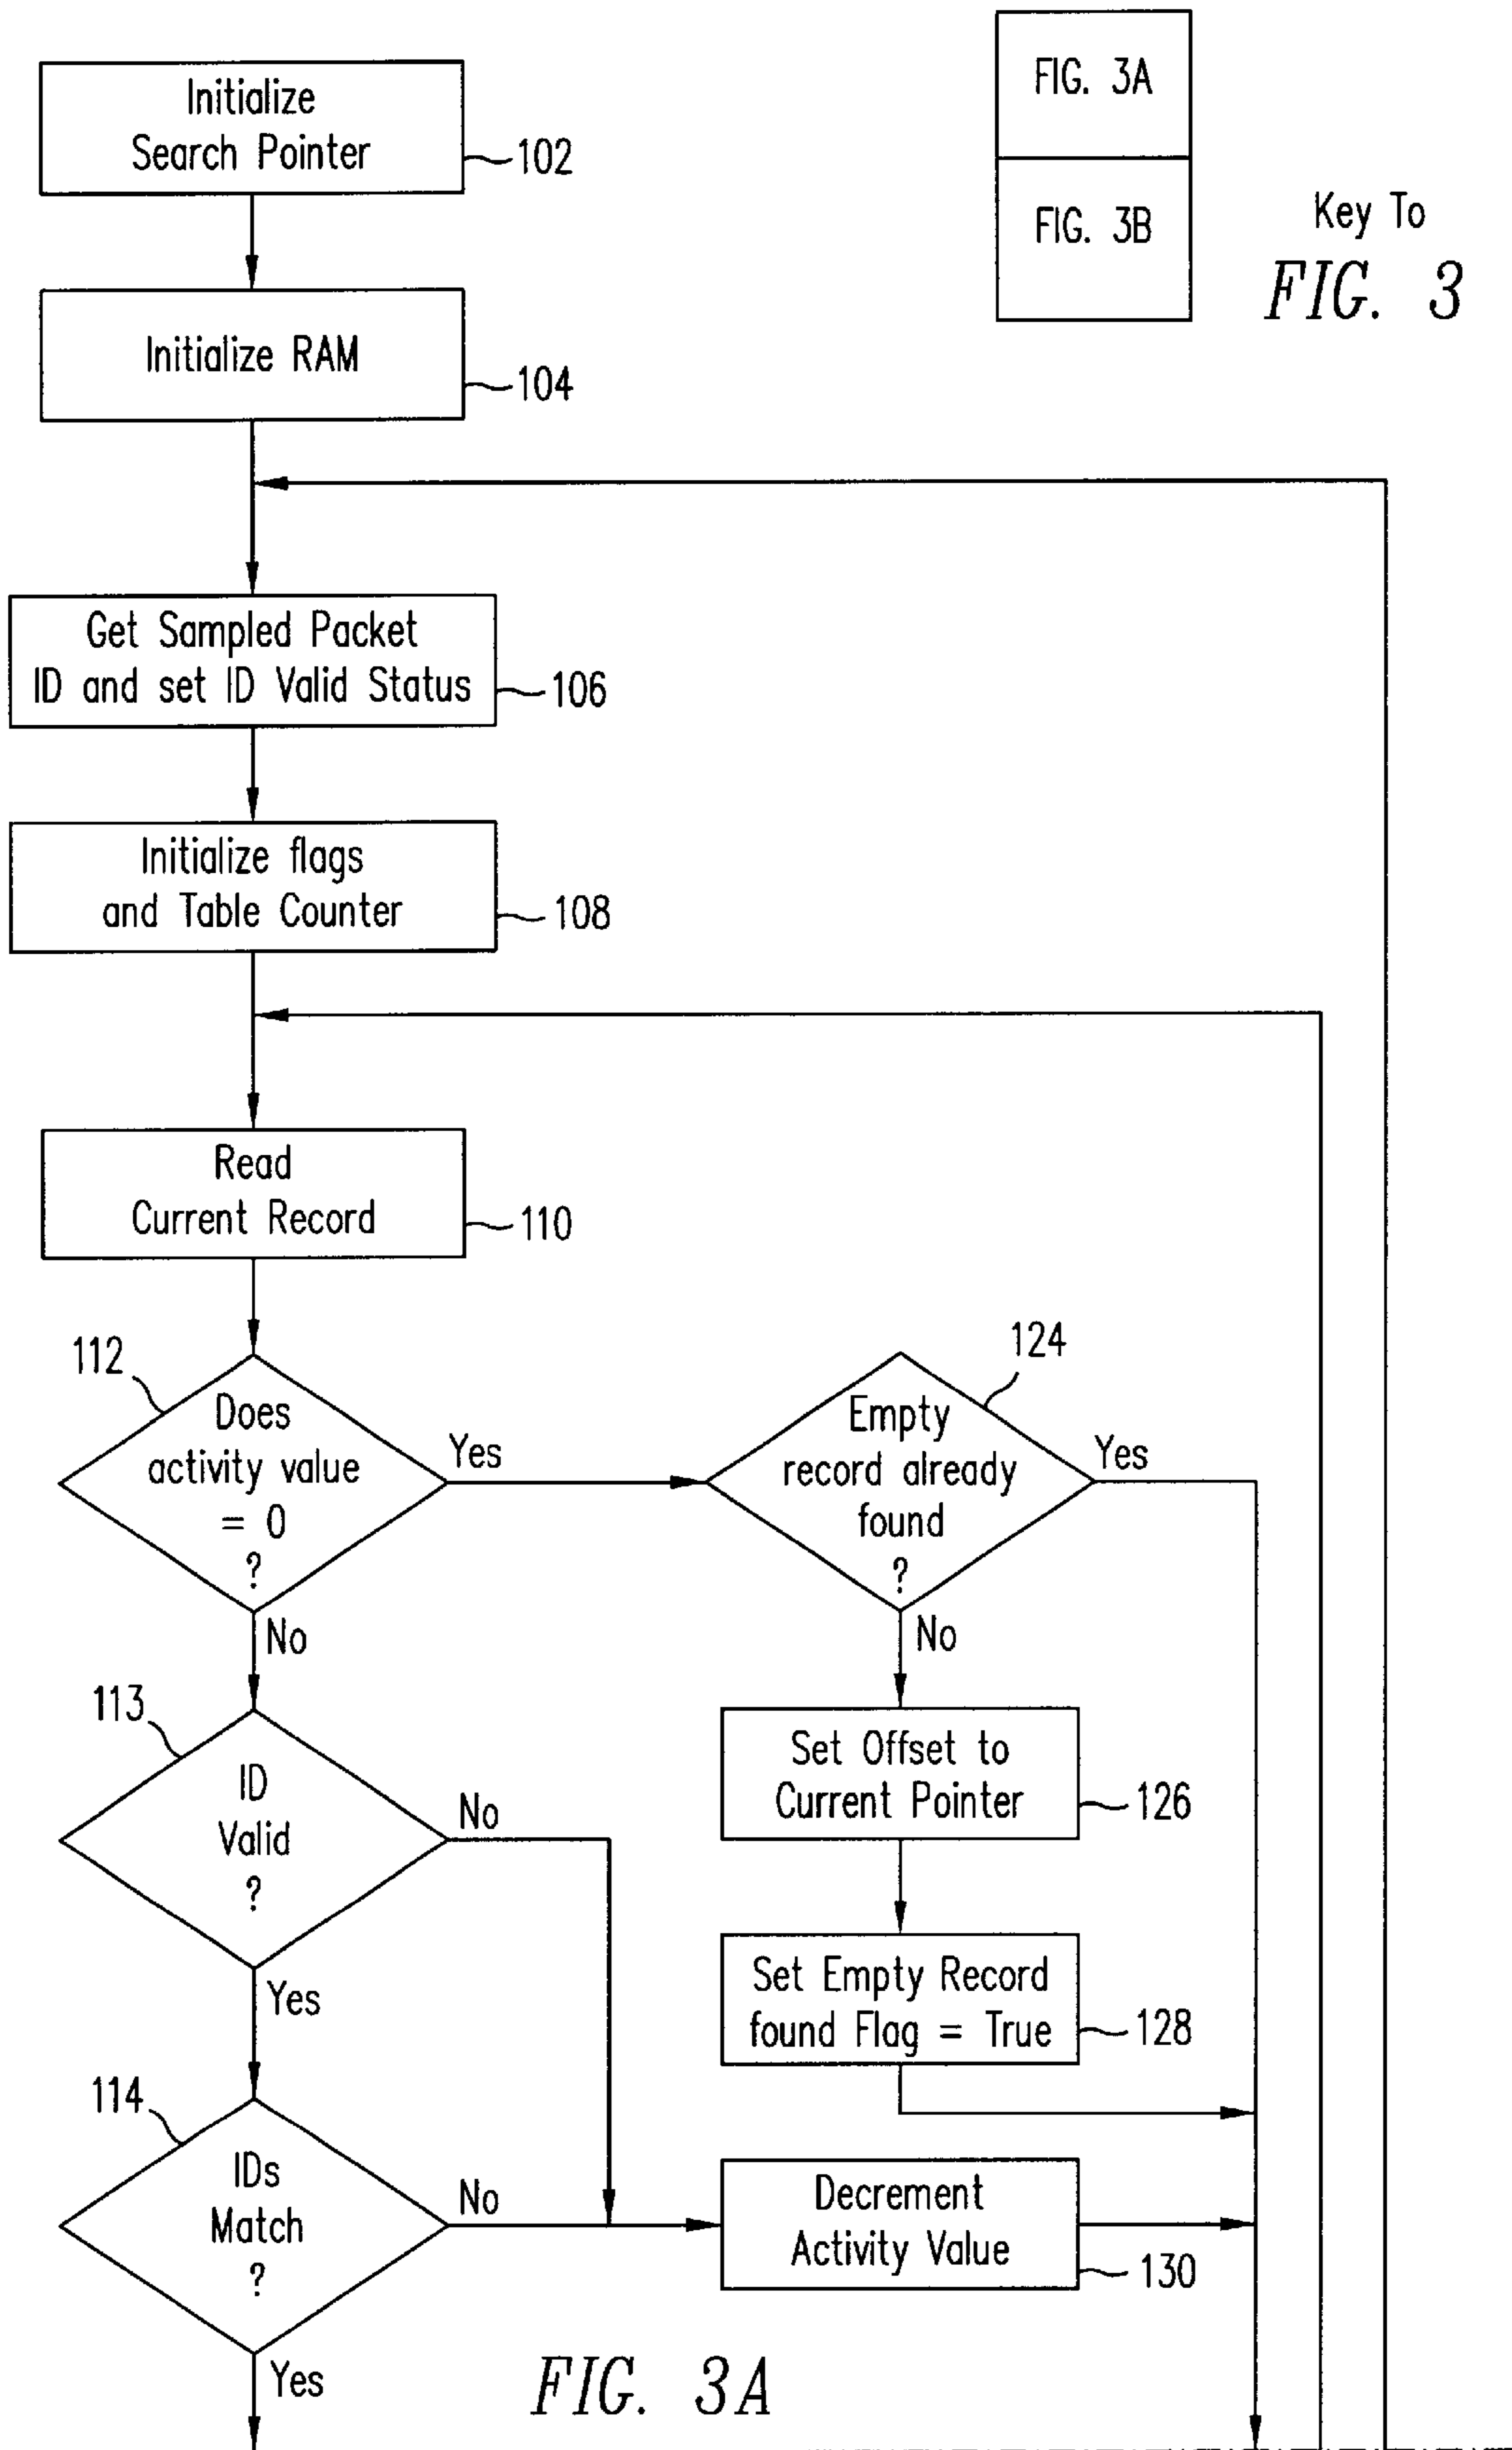 Initialize
Search Pointer
102
FIG. 3A
FIG. 3B
Key To
FIG. 3
Initialize RAM
104
Get Sampled Packet
ID and set ID Valid Status
106
Initialize flags
and Table Counter
108
Read
Current Record
110
112
Does
activity value
= 0
?
Yes
No
124
Empty
record already
found
?
Yes
No
113
ID
Valid
?
No
Yes
Set Offset to
Current Pointer
126
Set Empty Record
found Flag = True
128
114
IDs
Match
?
No
Yes
Decrement
Activity Value
130
FIG. 3A